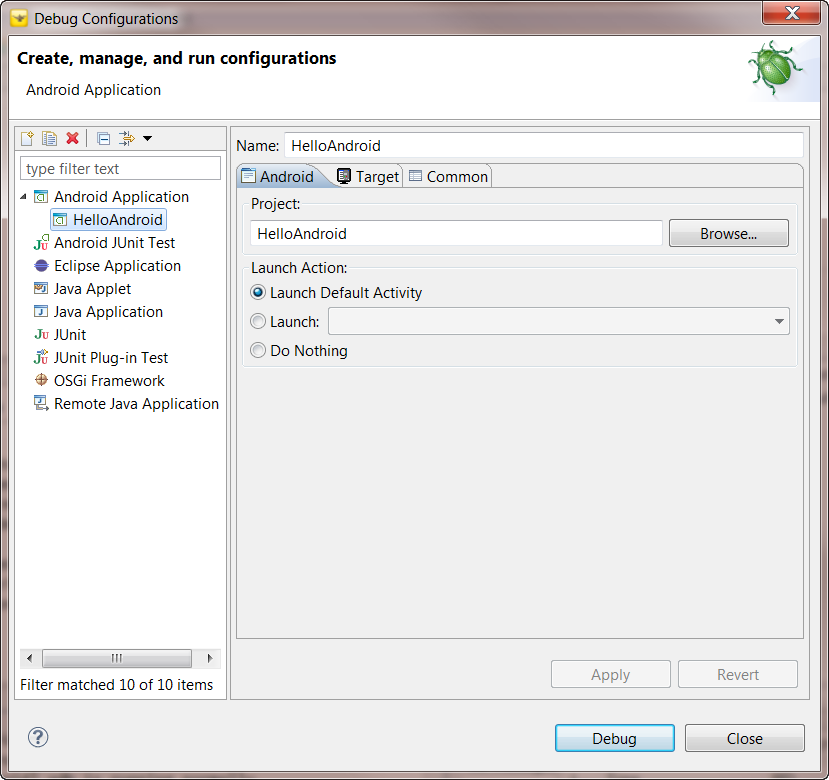 Debug Configurations
Create, manage, and run configurations
Android Application
type filter text
Android Application
HelloAndroid
Android JUnit Test
Eclipse Application
Java Applet
Java Application
JUnit
JUnit Plug-in Test
OSGi Framework
Remote Java Application
Filter matched 10 of 10 items
Name: HelloAndroid
Android Target Common
Project:
HelloAndroid Browse...
Launch Action:
Launch Default Activity
Launch:
Do Nothing
Apply Revert
Debug Close